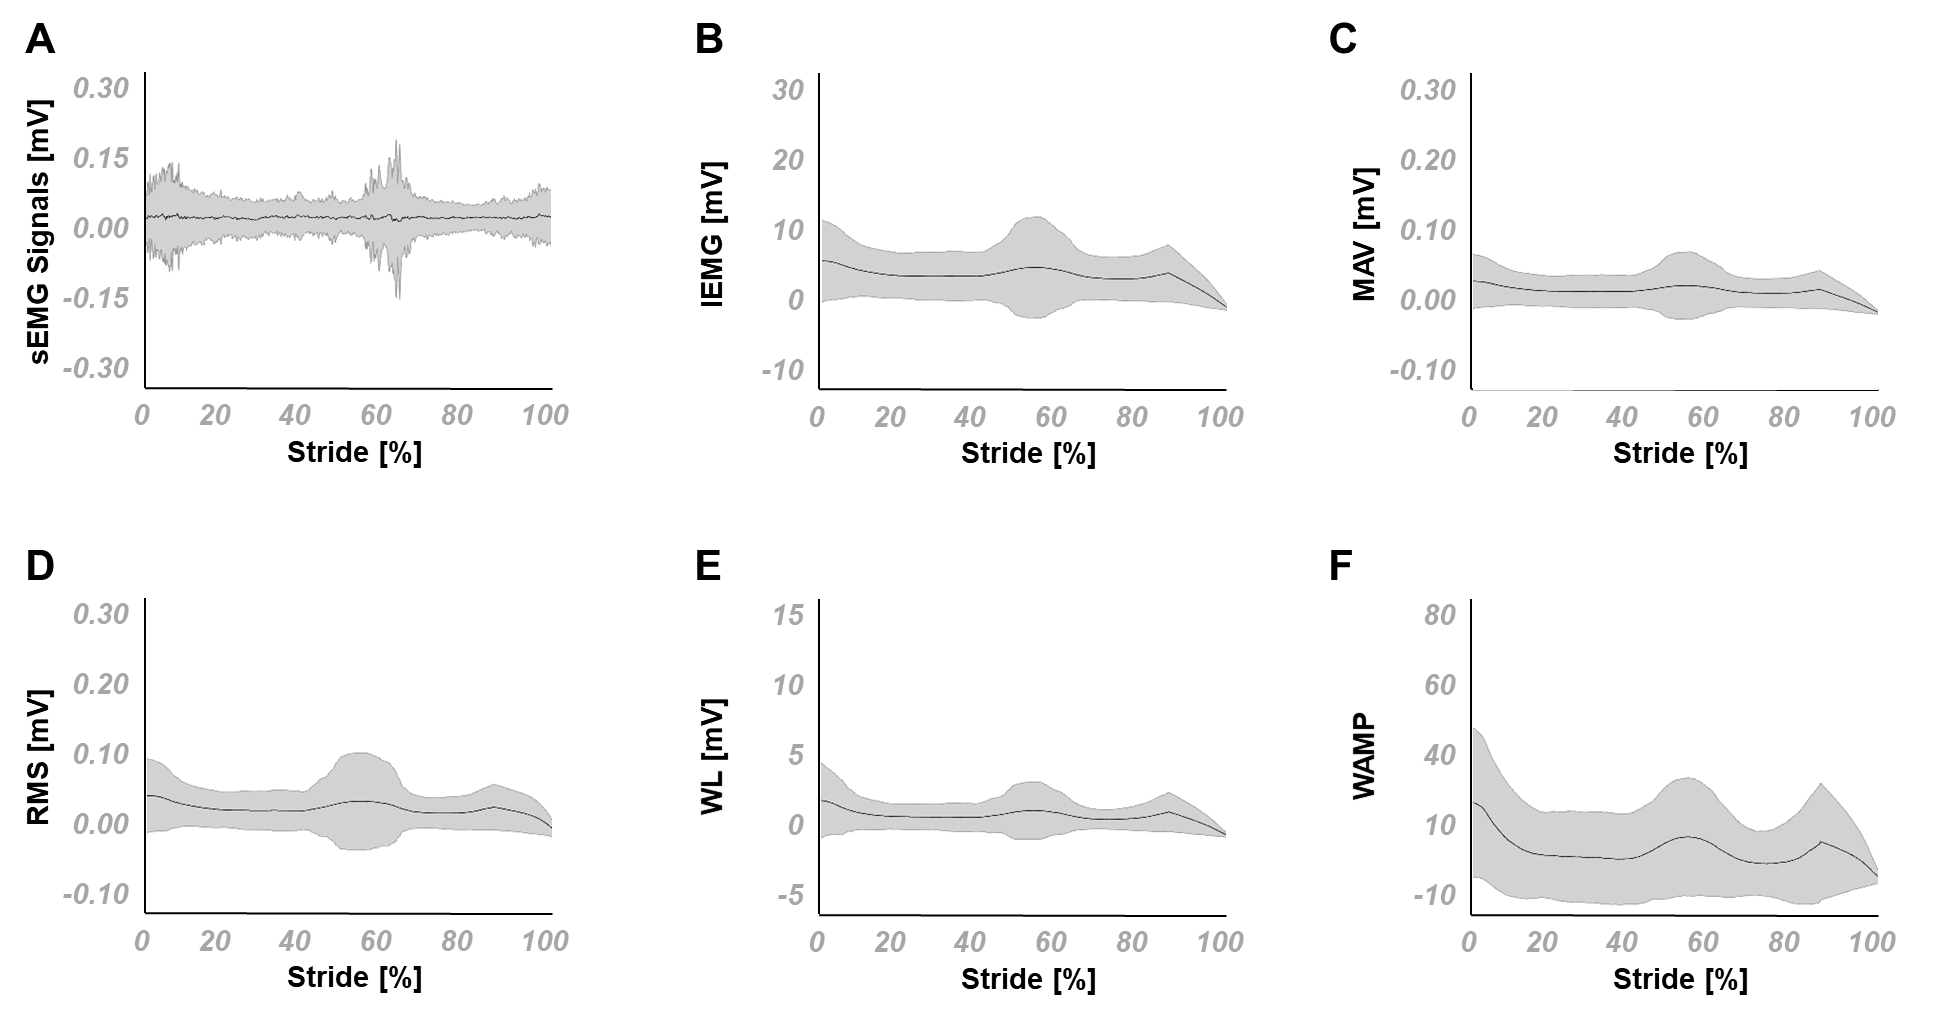 A
sEMG Signals [mV]
0.30
0.15
0.00
-0.15
-0.30
0 20 40 60 80 100
Stride [%]
B
IEMG [mV]
30
20
10
0
-10
0 20 40 60 80 100
Stride [%]
C
MAV [mV]
0.30
0.20
0.10
0.00
-0.10
0 20 40 60 80 100
Stride [%]
D
RMS [mV]
0.30
0.20
0.10
0.00
-0.10
0 20 40 60 80 100
Stride [%]
E
WL [mV]
15
10
5
0
-5
0 20 40 60 80 100
Stride [%]
F
WAMP
80
60
40
10
-10
0 20 40 60 80 100
Stride [%]